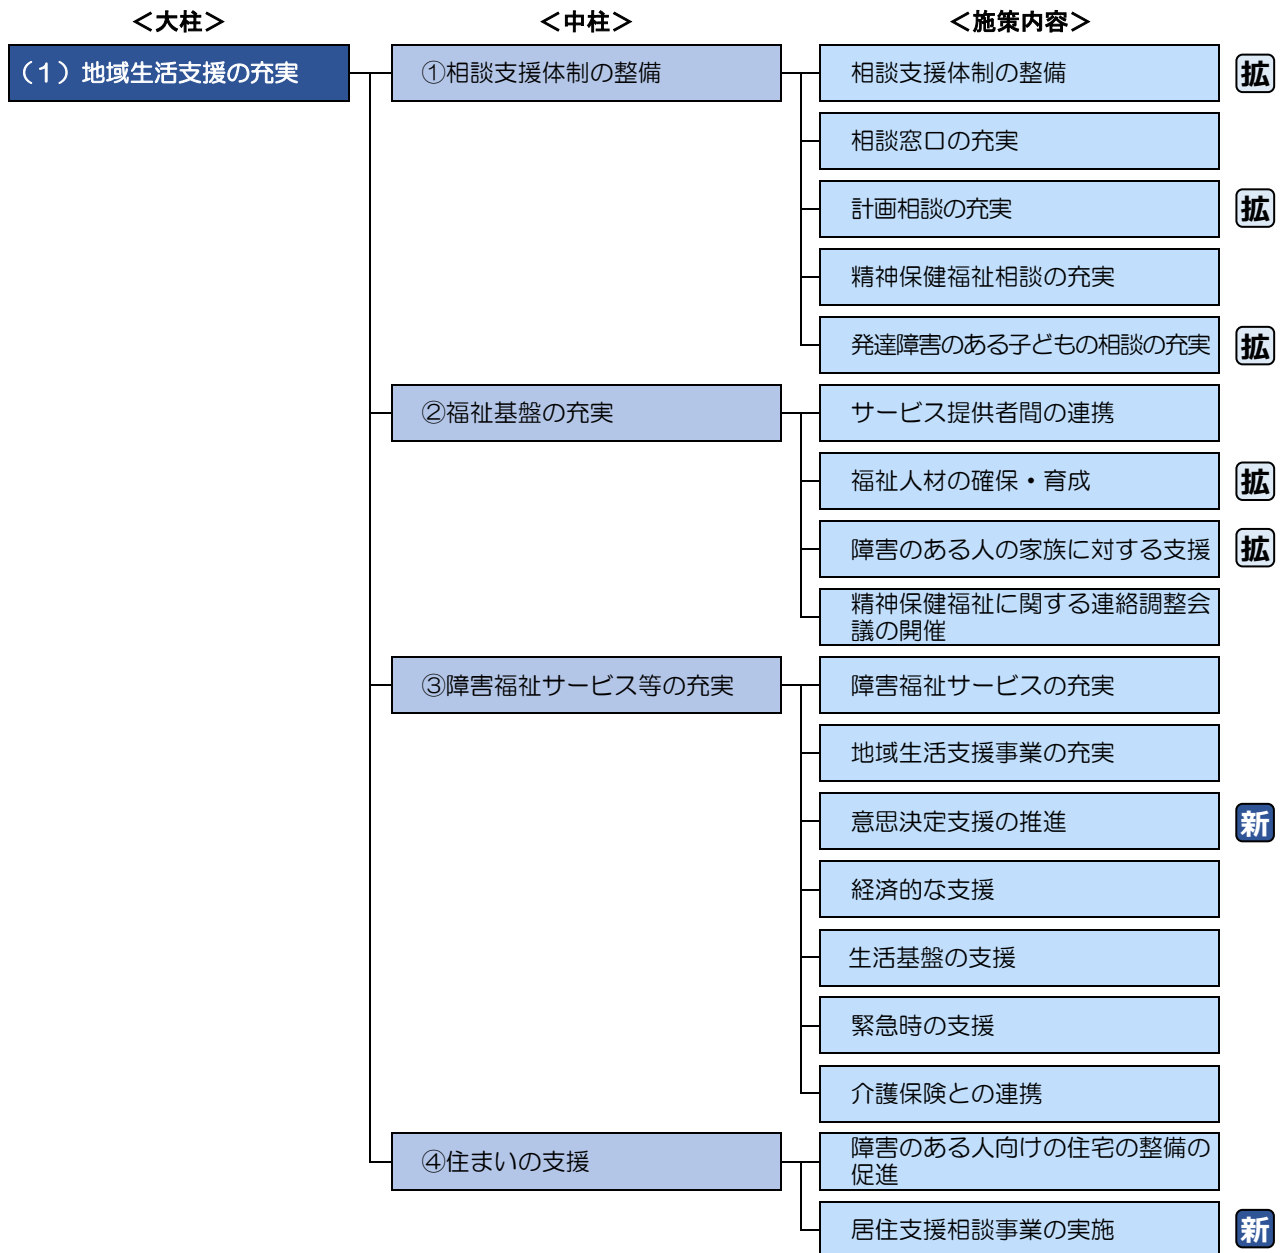 ＜大柱＞ ＜中柱＞ ＜施策内容＞
（１）地域生活支援の充実
①相談支援体制の整備
相談支援体制の整備 拡
相談窓口の充実
計画相談の充実 拡
精神保健福祉相談の充実
発達障害のある子どもの相談の充実 拡
②福祉基盤の充実
サービス提供者間の連携
福祉人材の確保・育成 拡
障害のある人の家族に対する支援 拡
精神保健福祉に関する連絡調整会
議の開催
③障害福祉サービス等の充実
障害福祉サービスの充実
地域生活支援事業の充実
意思決定支援の推進 新
経済的な支援
生活基盤の支援
緊急時の支援
介護保険との連携
④住まいの支援
障害のある人向けの住宅の整備の
促進
居住支援相談事業の実施 新